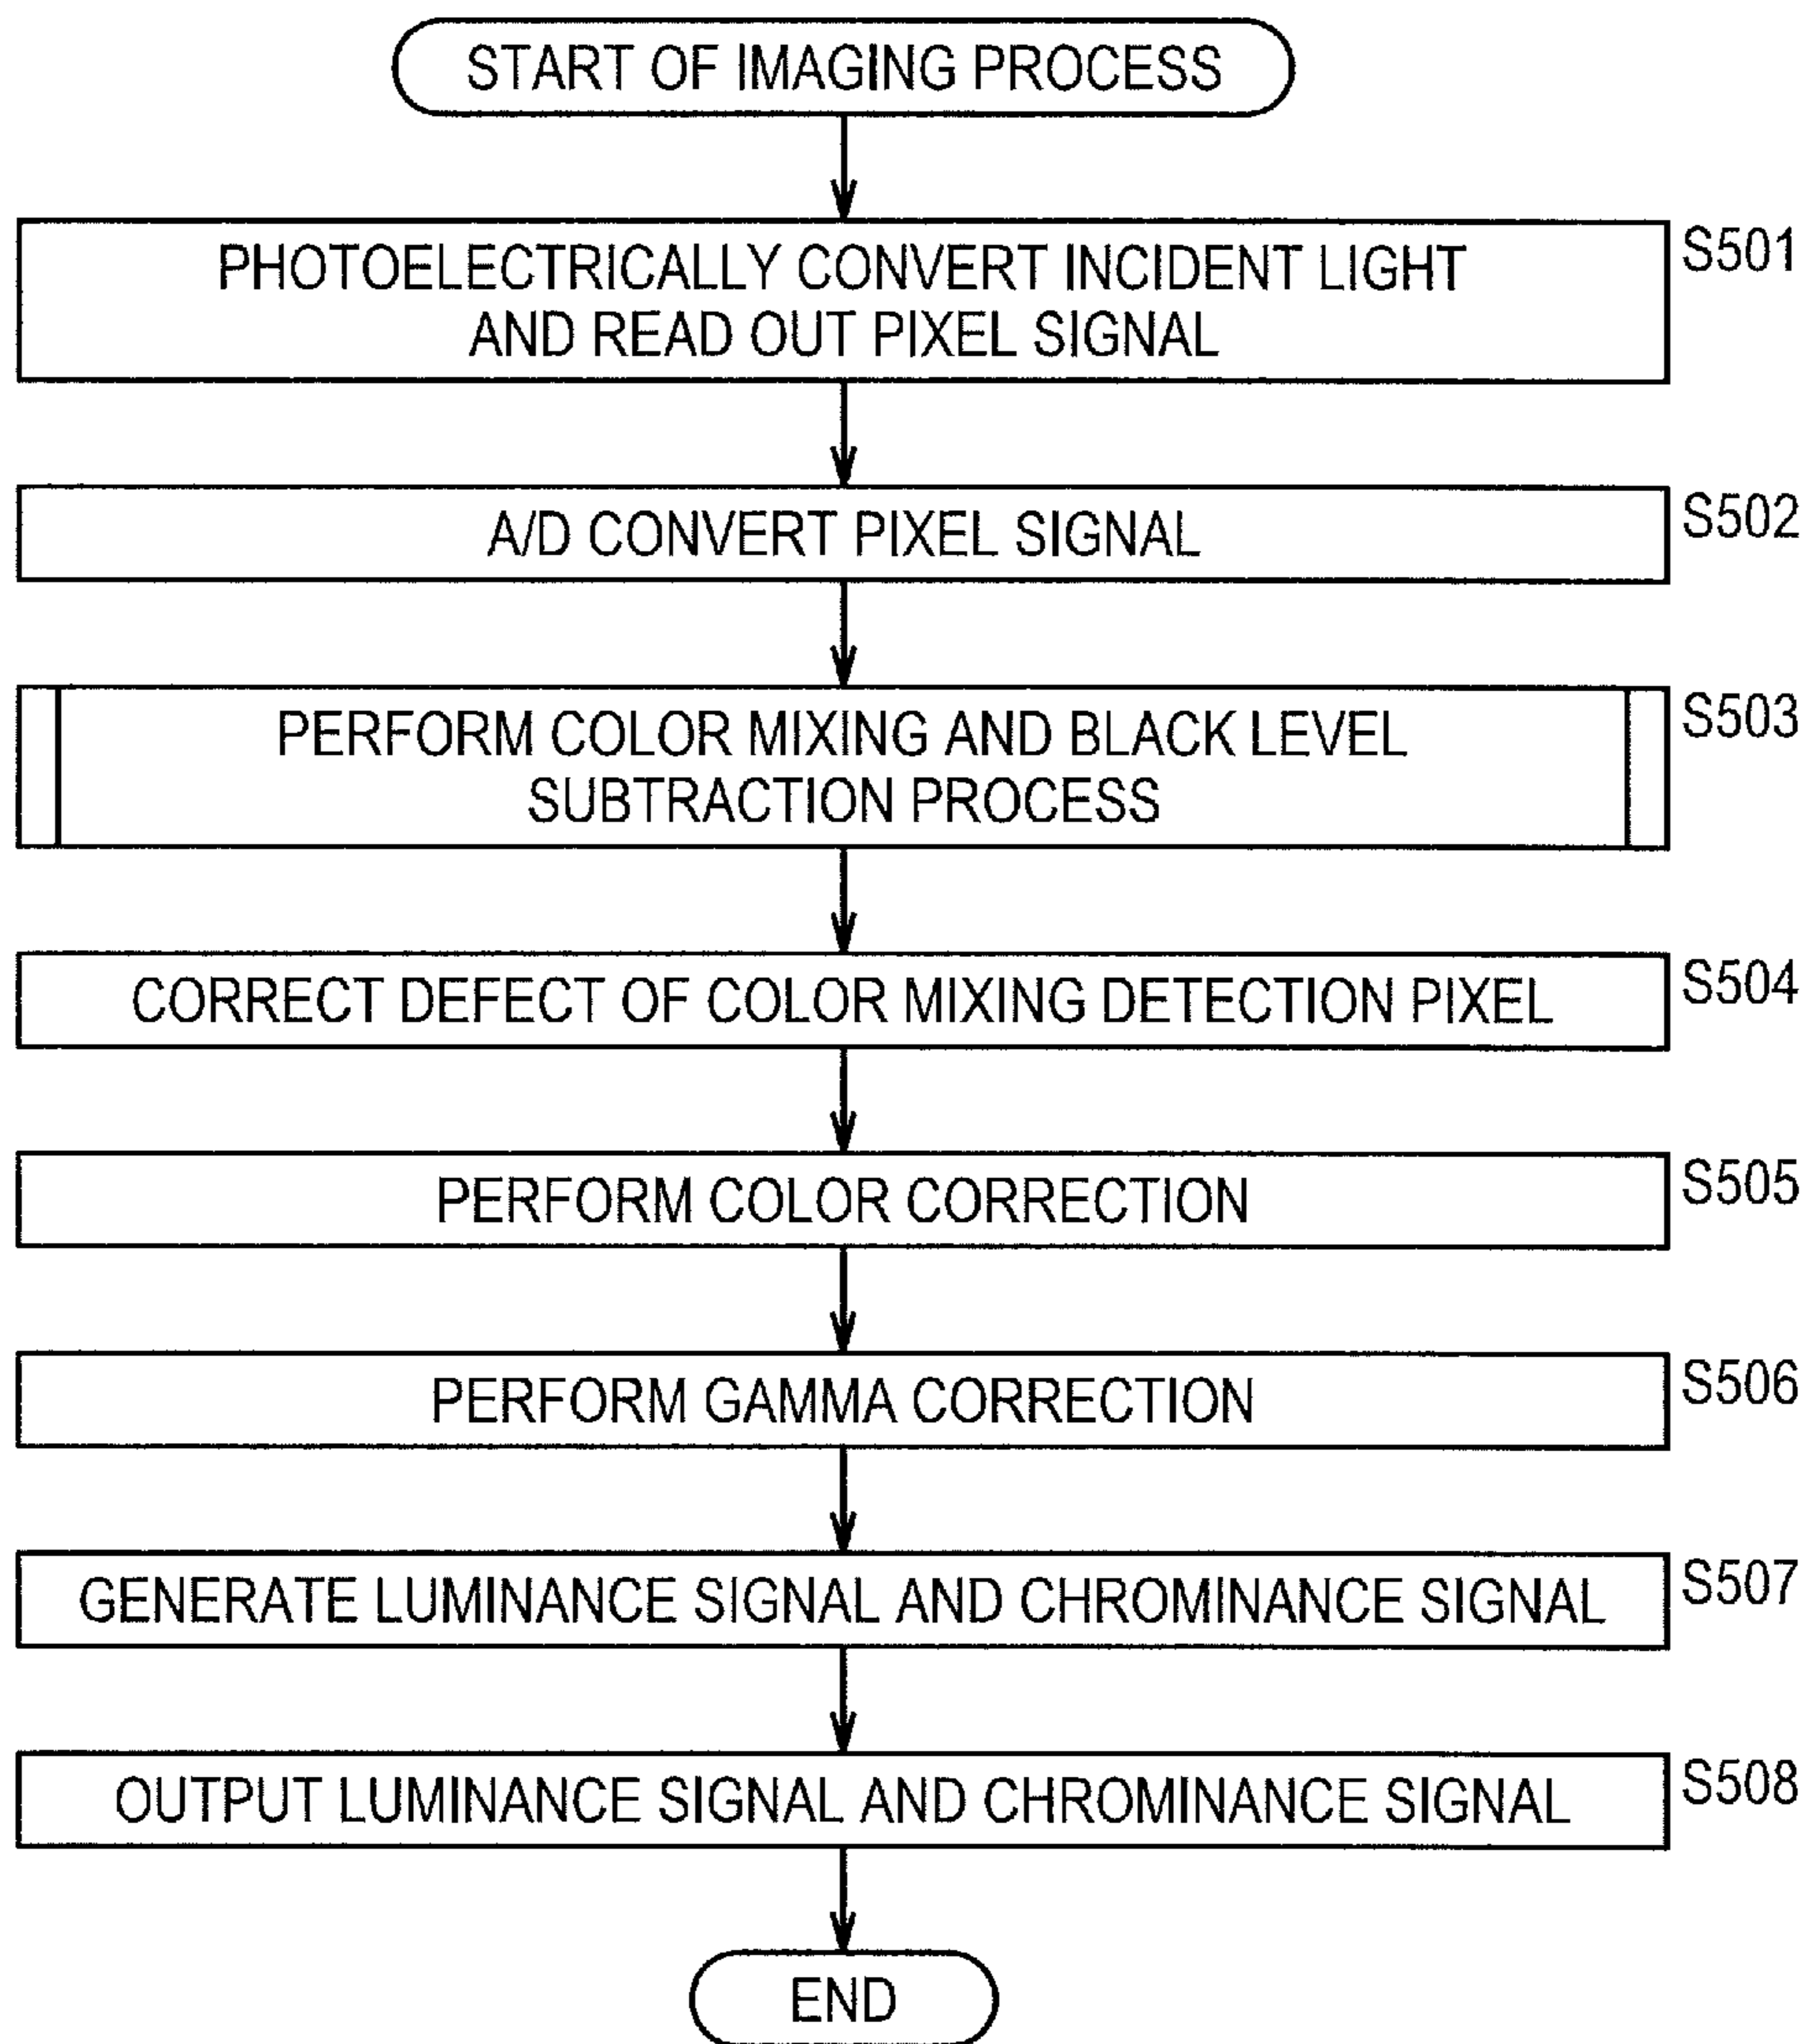 START OF IMAGING PROCESS
PHOTOELECTRICALLY CONVERT INCIDENT LIGHT
AND READ OUT PIXEL SIGNAL
S501
A/D CONVERT PIXEL SIGNAL
S502
PERFORM COLOR MIXING AND BLACK LEVEL
SUBTRACTION PROCESS
S503
CORRECT DEFECT OF COLOR MIXING DETECTION PIXEL
S504
PERFORM COLOR CORRECTION
S505
PERFORM GAMMA CORRECTION
S506
GENERATE LUMINANCE SIGNAL AND CHROMINANCE SIGNAL
S507
OUTPUT LUMINANCE SIGNAL AND CHROMINANCE SIGNAL
S508
END